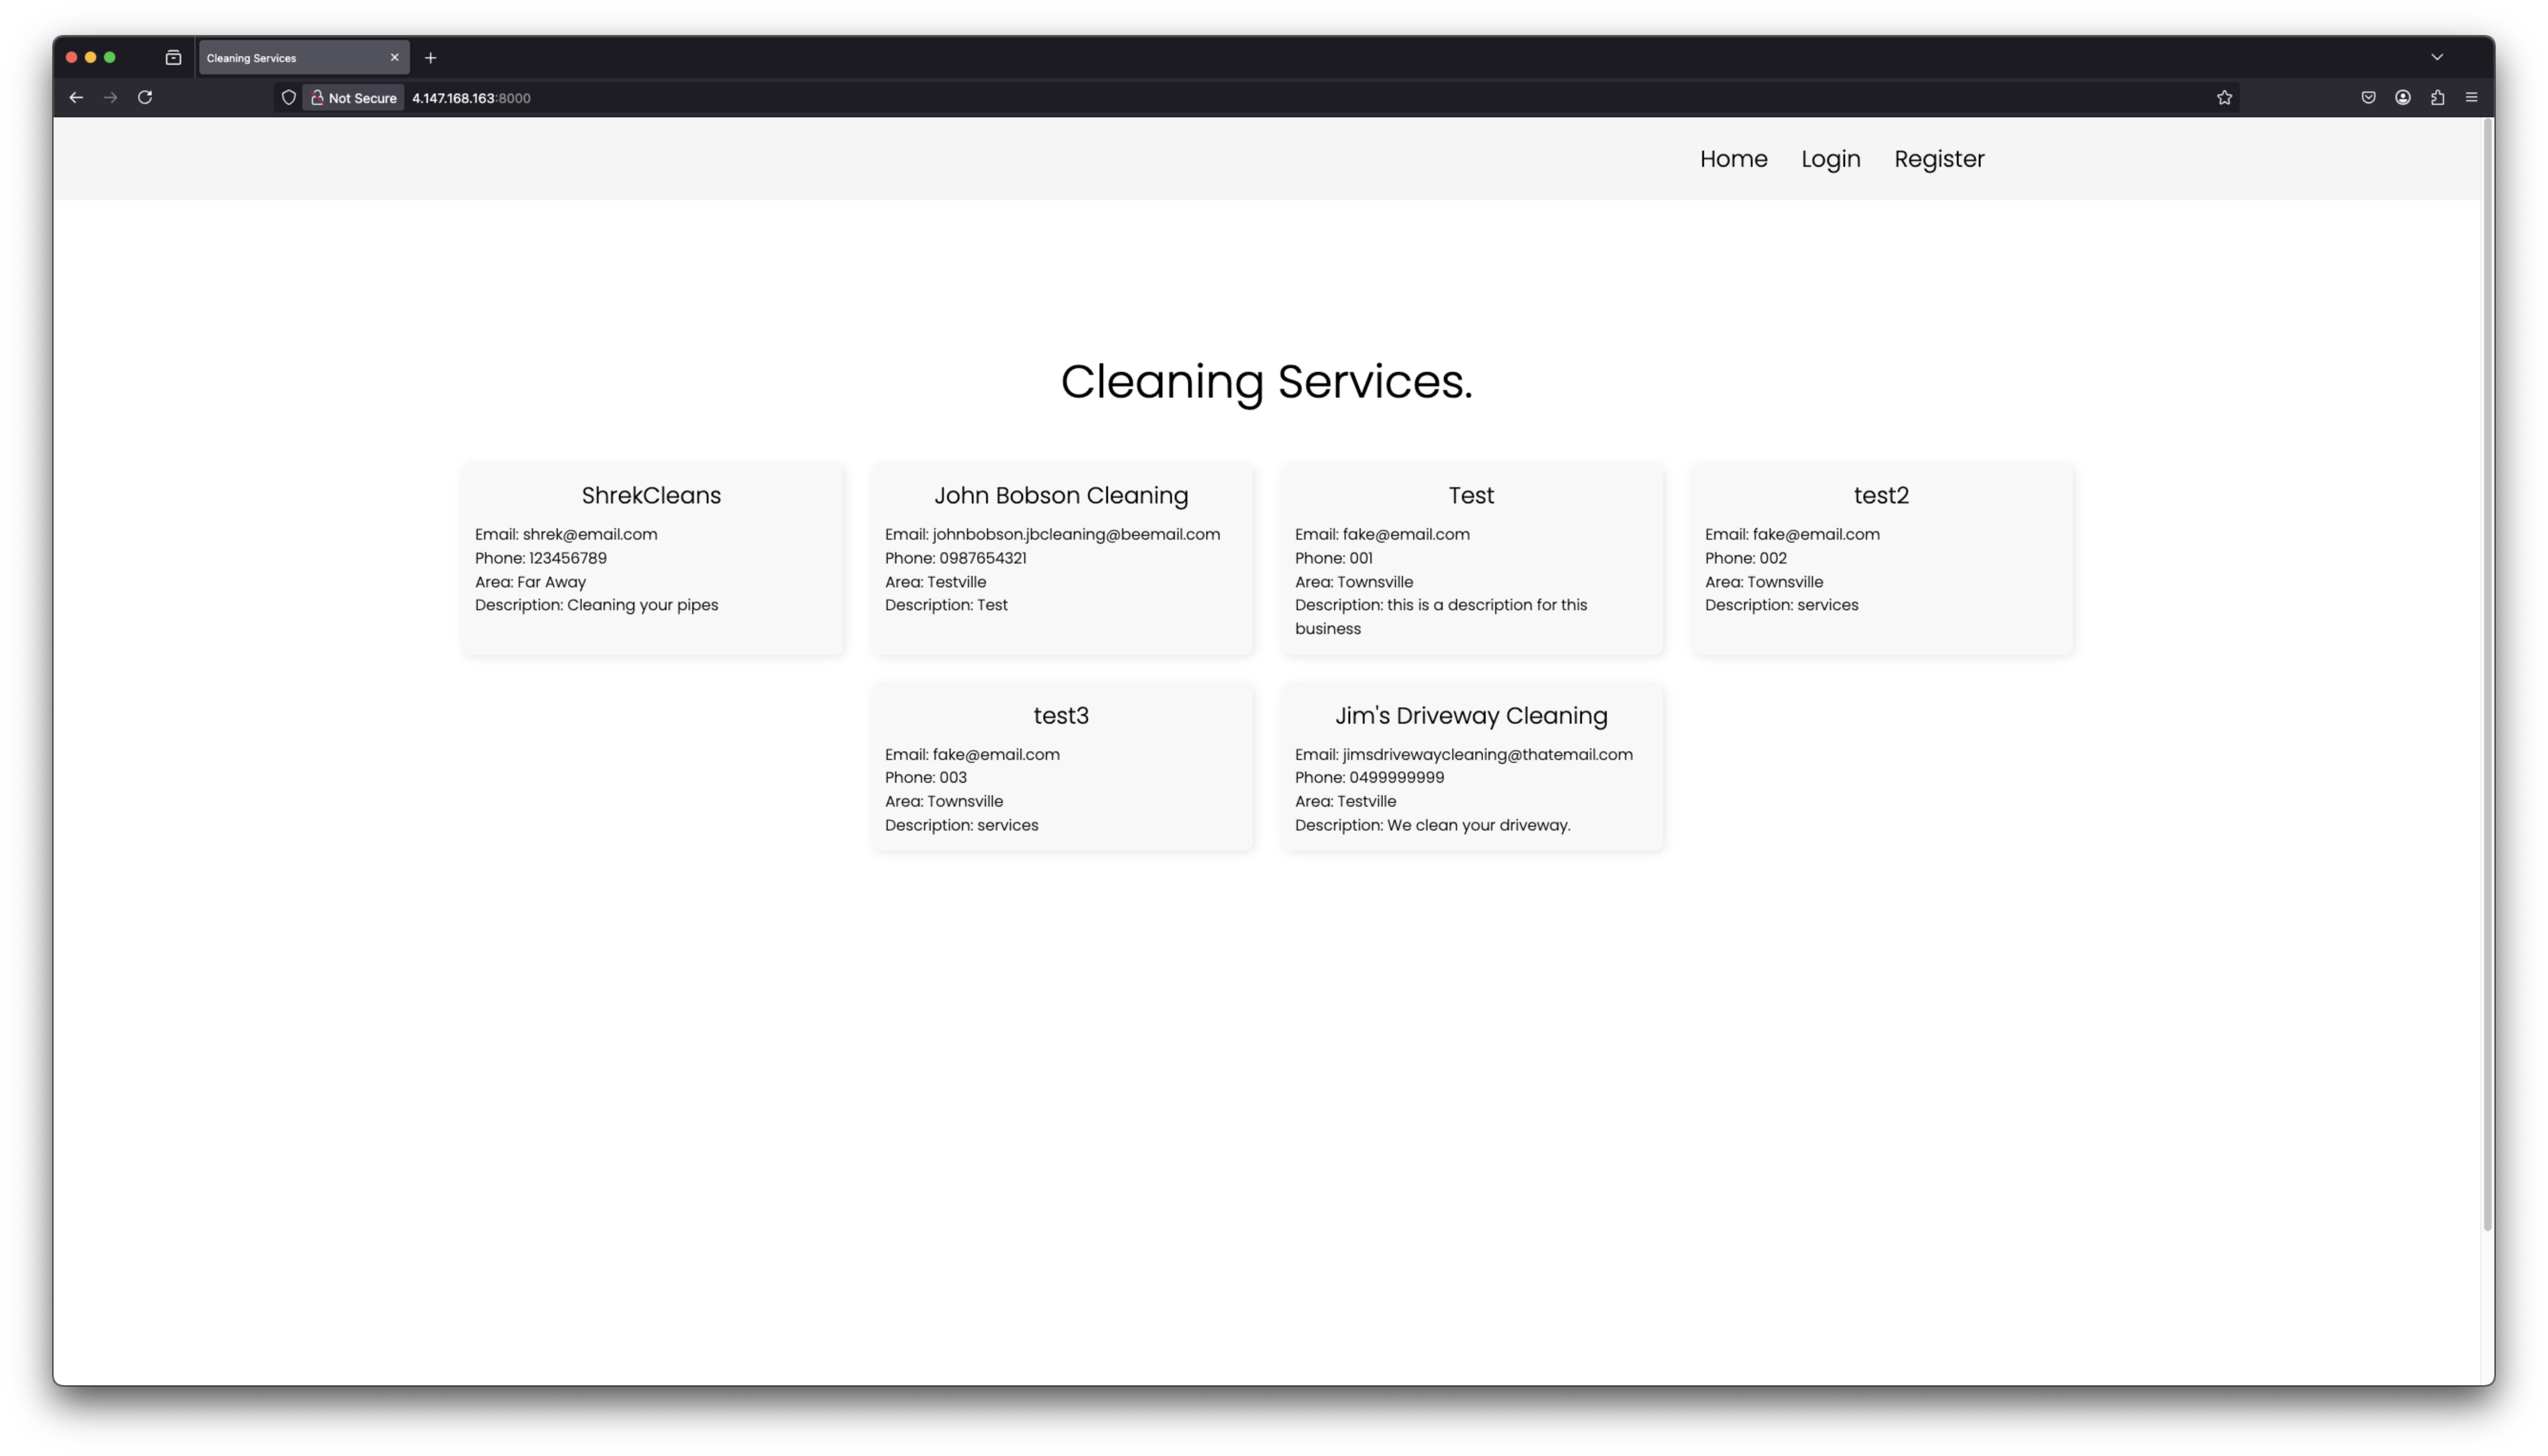 Cleaning Services
Not Secure 4.147.168.163:8000
Home Login Register
Cleaning Services.
ShrekCleans
Email: shrek@email.com
Phone: 123456789
Area: Far Away
Description: Cleaning your pipes
John Bobson Cleaning
Email: johnbobson.jbcleaning@beemail.com
Phone: 0987654321
Area: Testville
Description: Test
Test
Email: fake@email.com
Phone: 001
Area: Townsville
Description: this is a description for this
business
test2
Email: fake@email.com
Phone: 002
Area: Townsville
Description: services
test3
Email: fake@email.com
Phone: 003
Area: Townsville
Description: services
Jim's Driveway Cleaning
Email: jimsdrivewaycleaning@thatemail.com
Phone: 0499999999
Area: Testville
Description: We clean your driveway.